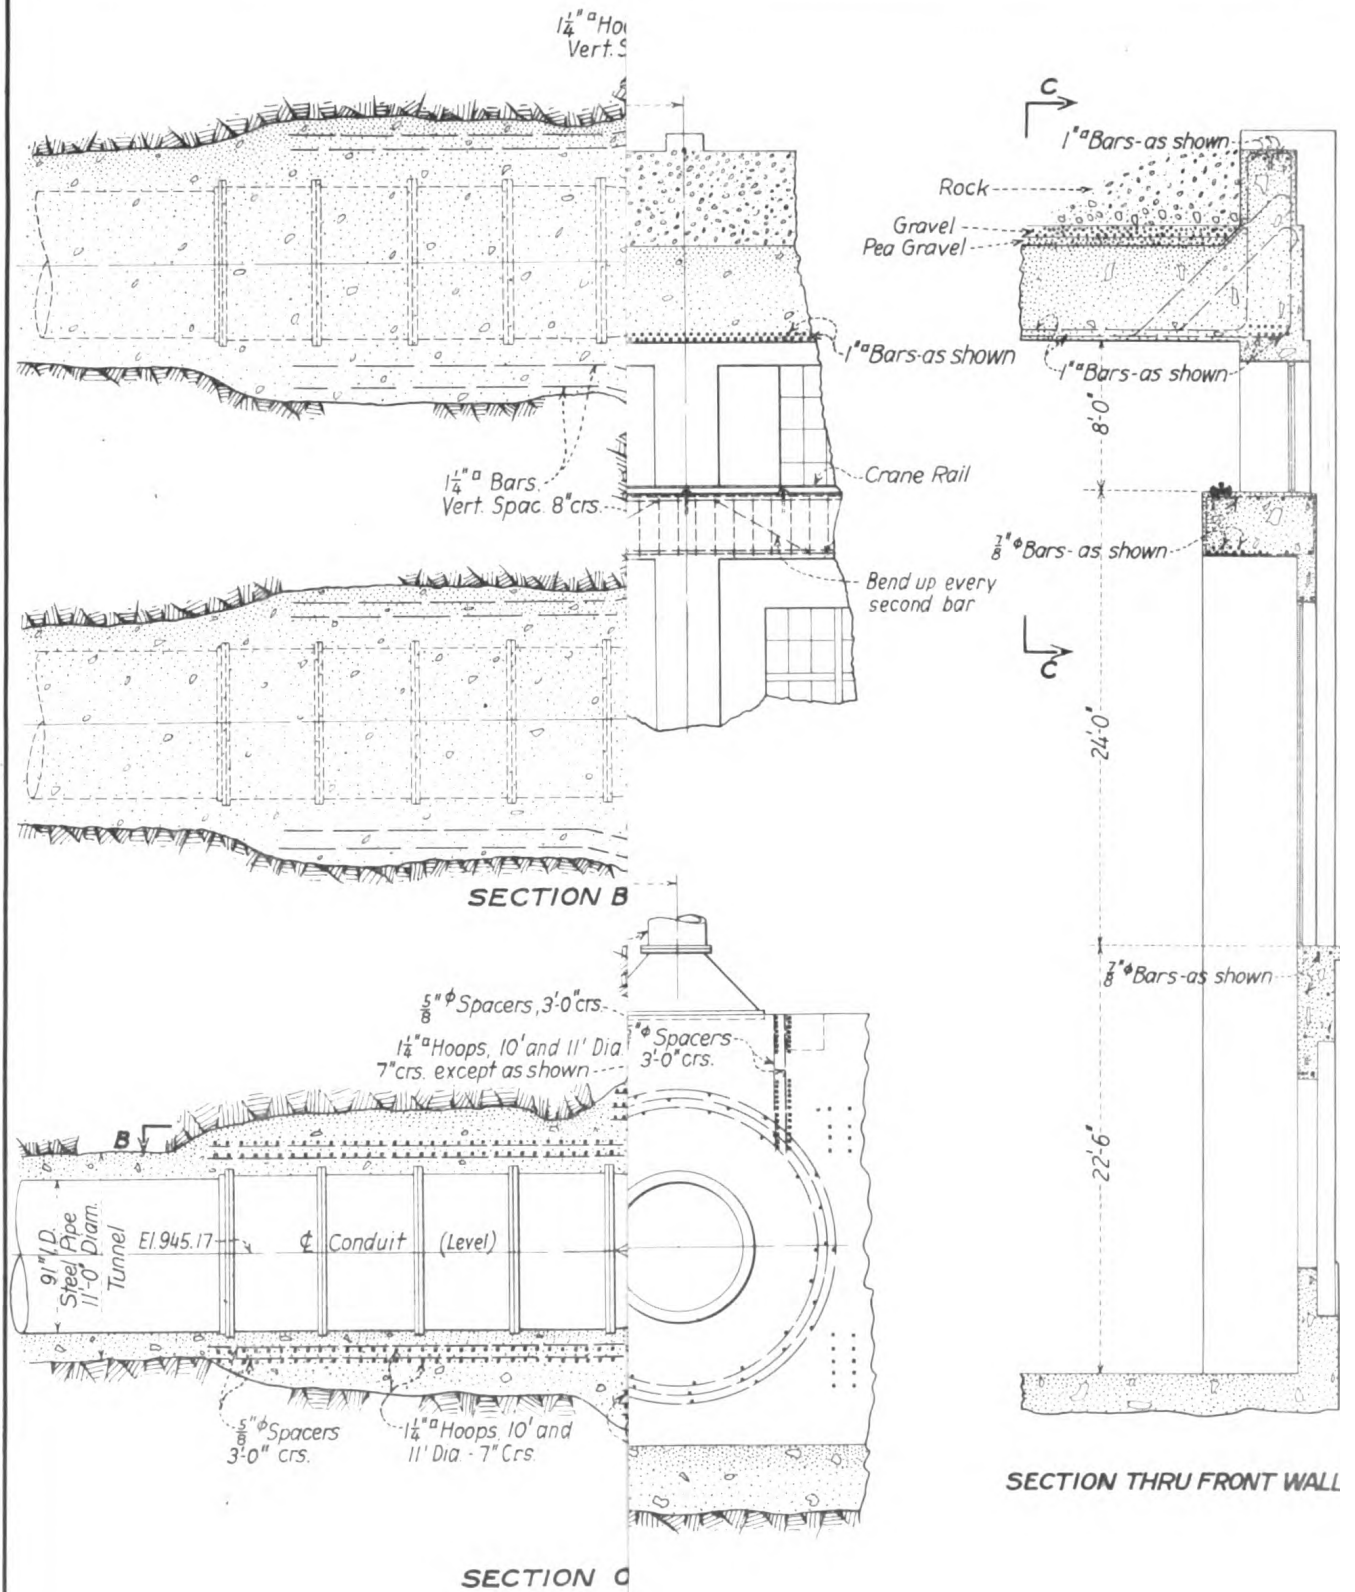 1¼"□ Hoo
Vert. S
1¼"□ Bars.
Vert. Spac. 8"crs.
SECTION B
⅝"ϕ Spacers, 3'-0"crs.
1¼"□ Hoops, 10' and 11' Dia.
7"crs. except as shown
B
91" I.D.
Steel Pipe
11'-0" Diam.
Tunnel
El. 945.17
℄ Conduit (Level)
⅝"ϕ Spacers
3'-0" crs.
1¼"□ Hoops, 10' and
11' Dia. - 7" Crs.
SECTION
1"□ Bars-as shown
Crane Rail
Bend up every
second bar
"ϕ Spacers
3'-0" crs.
C
1"□ Bars-as shown
Rock
Gravel
Pea Gravel
1"□ Bars-as shown
8'-0"
⅞"ϕ Bars-as shown
C
24'-0"
⅞"ϕ Bars-as shown
22'-6"
SECTION THRU FRONT WALL